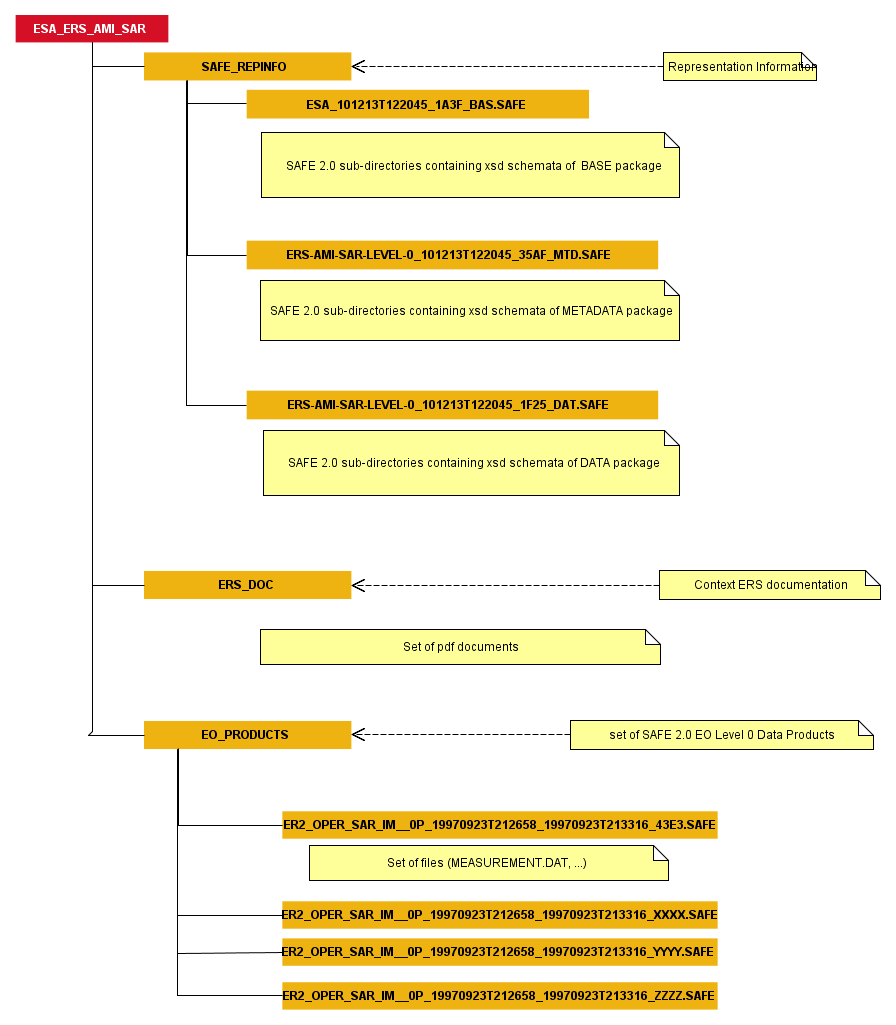 ESA_ERS_AMI_SAR
SAFE_REPINFO
Representation Information
ESA_101213T122045_1A3F_BAS.SAFE
SAFE 2.0 sub-directories containing xsd schemata of  BASE package
ERS-AMI-SAR-LEVEL-0_101213T122045_35AF_MTD.SAFE
SAFE 2.0 sub-directories containing xsd schemata of METADATA package
ERS-AMI-SAR-LEVEL-0_101213T122045_1F25_DAT.SAFE
SAFE 2.0 sub-directories containing xsd schemata of DATA package
ERS_DOC
Context ERS documentation
Set of pdf documents
EO_PRODUCTS
set of SAFE 2.0 EO Level 0 Data Products
ER2_OPER_SAR_IM__0P_19970923T212658_19970923T213316_43E3.SAFE
Set of files (MEASUREMENT.DAT, ...)
ER2_OPER_SAR_IM__0P_19970923T212658_19970923T213316_XXXX.SAFE
ER2_OPER_SAR_IM__0P_19970923T212658_19970923T213316_YYYY.SAFE
ER2_OPER_SAR_IM__0P_19970923T212658_19970923T213316_ZZZZ.SAFE